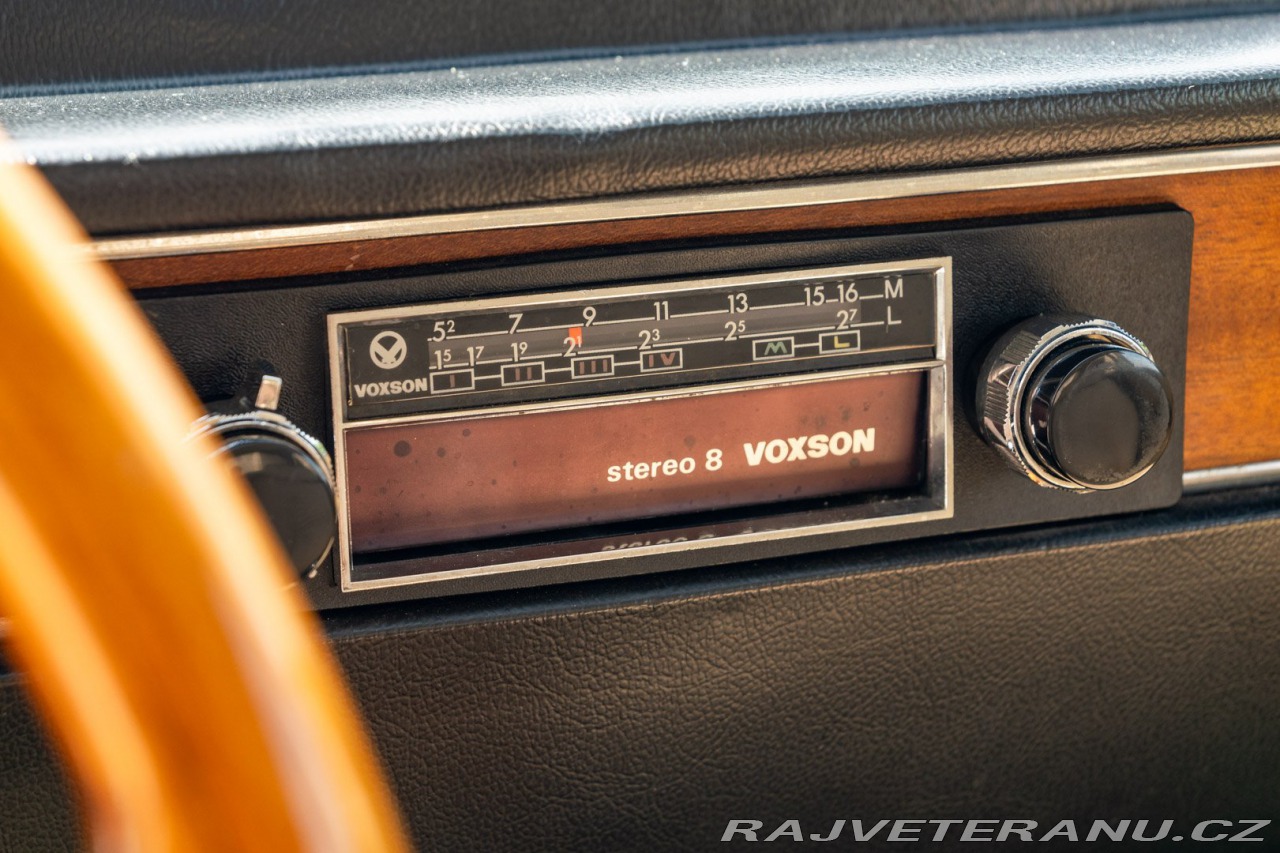 5² 7 9 11 13 15 16 M
1⁵ 1⁷ 1⁹ 2¹ 2³ 2⁵ 2⁷ L
VOXSON I II III IV M L
stereo 8 VOXSON
RAJVETERANU.CZ